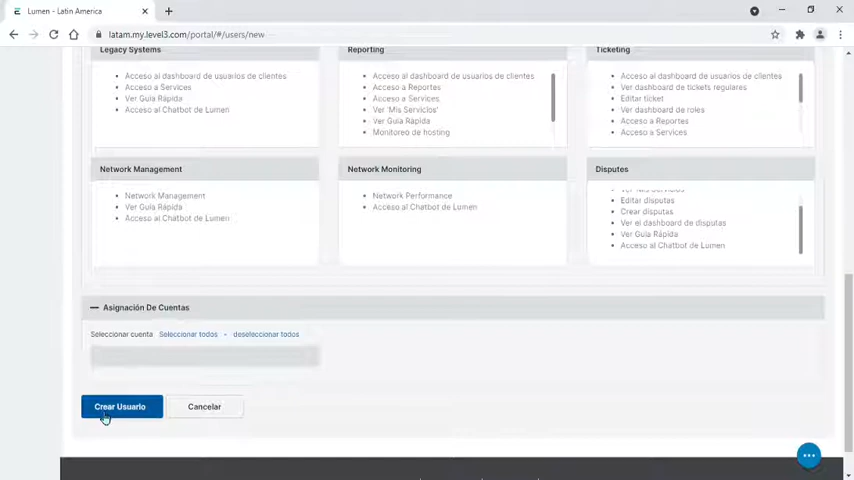 Lumen - Latin America
latam.my.level3.com/portal/#/users/new
Legacy Systems
Acceso al dashboard de usuarios de clientes
Acceso a Services
Ver Guía Rápida
Acceso al Chatbot de Lumen
Reporting
Acceso al dashboard de usuarios de clientes
Acceso a Reportes
Acceso a Services
Ver 'Mis Servicios'
Ver Guía Rápida
Monitoreo de hosting
Ticketing
Acceso al dashboard de usuarios de clientes
Ver dashboard de tickets regulares
Editar ticket
Ver dashboard de roles
Acceso a Reportes
Acceso a Services
Network Management
Network Management
Ver Guía Rápida
Acceso al Chatbot de Lumen
Network Monitoring
Network Performance
Acceso al Chatbot de Lumen
Disputes
Ver 'Mis Servicios'
Editar disputas
Crear disputas
Ver el dashboard de disputas
Ver Guía Rápida
Acceso al Chatbot de Lumen
Asignación De Cuentas
Seleccionar cuenta Seleccionar todos - deseleccionar todos
Crear Usuario
Cancelar